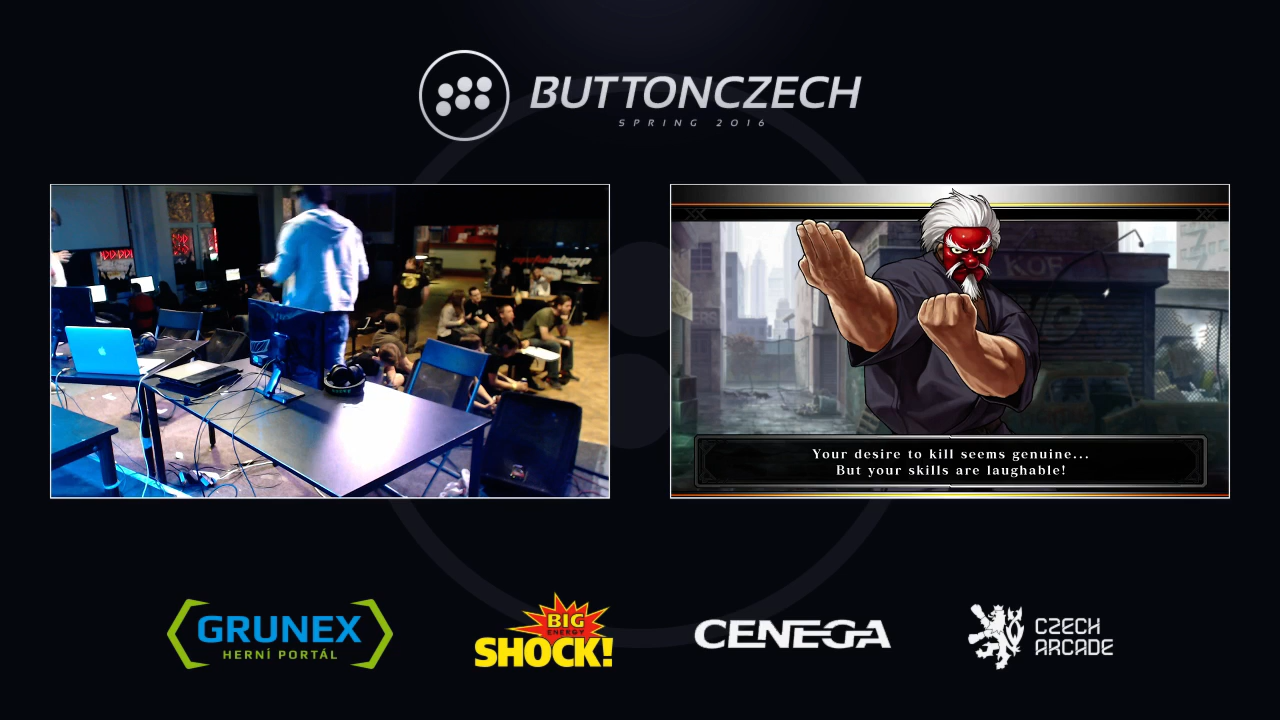 BUTTONCZECH
SPRING 2016
KOF
Your desire to kill seems genuine...
But your skills are laughable!
GRUNEX
HERNÍ PORTÁL
BIG
ENERGY
SHOCK!
CENEGA
CZECH
ARCADE